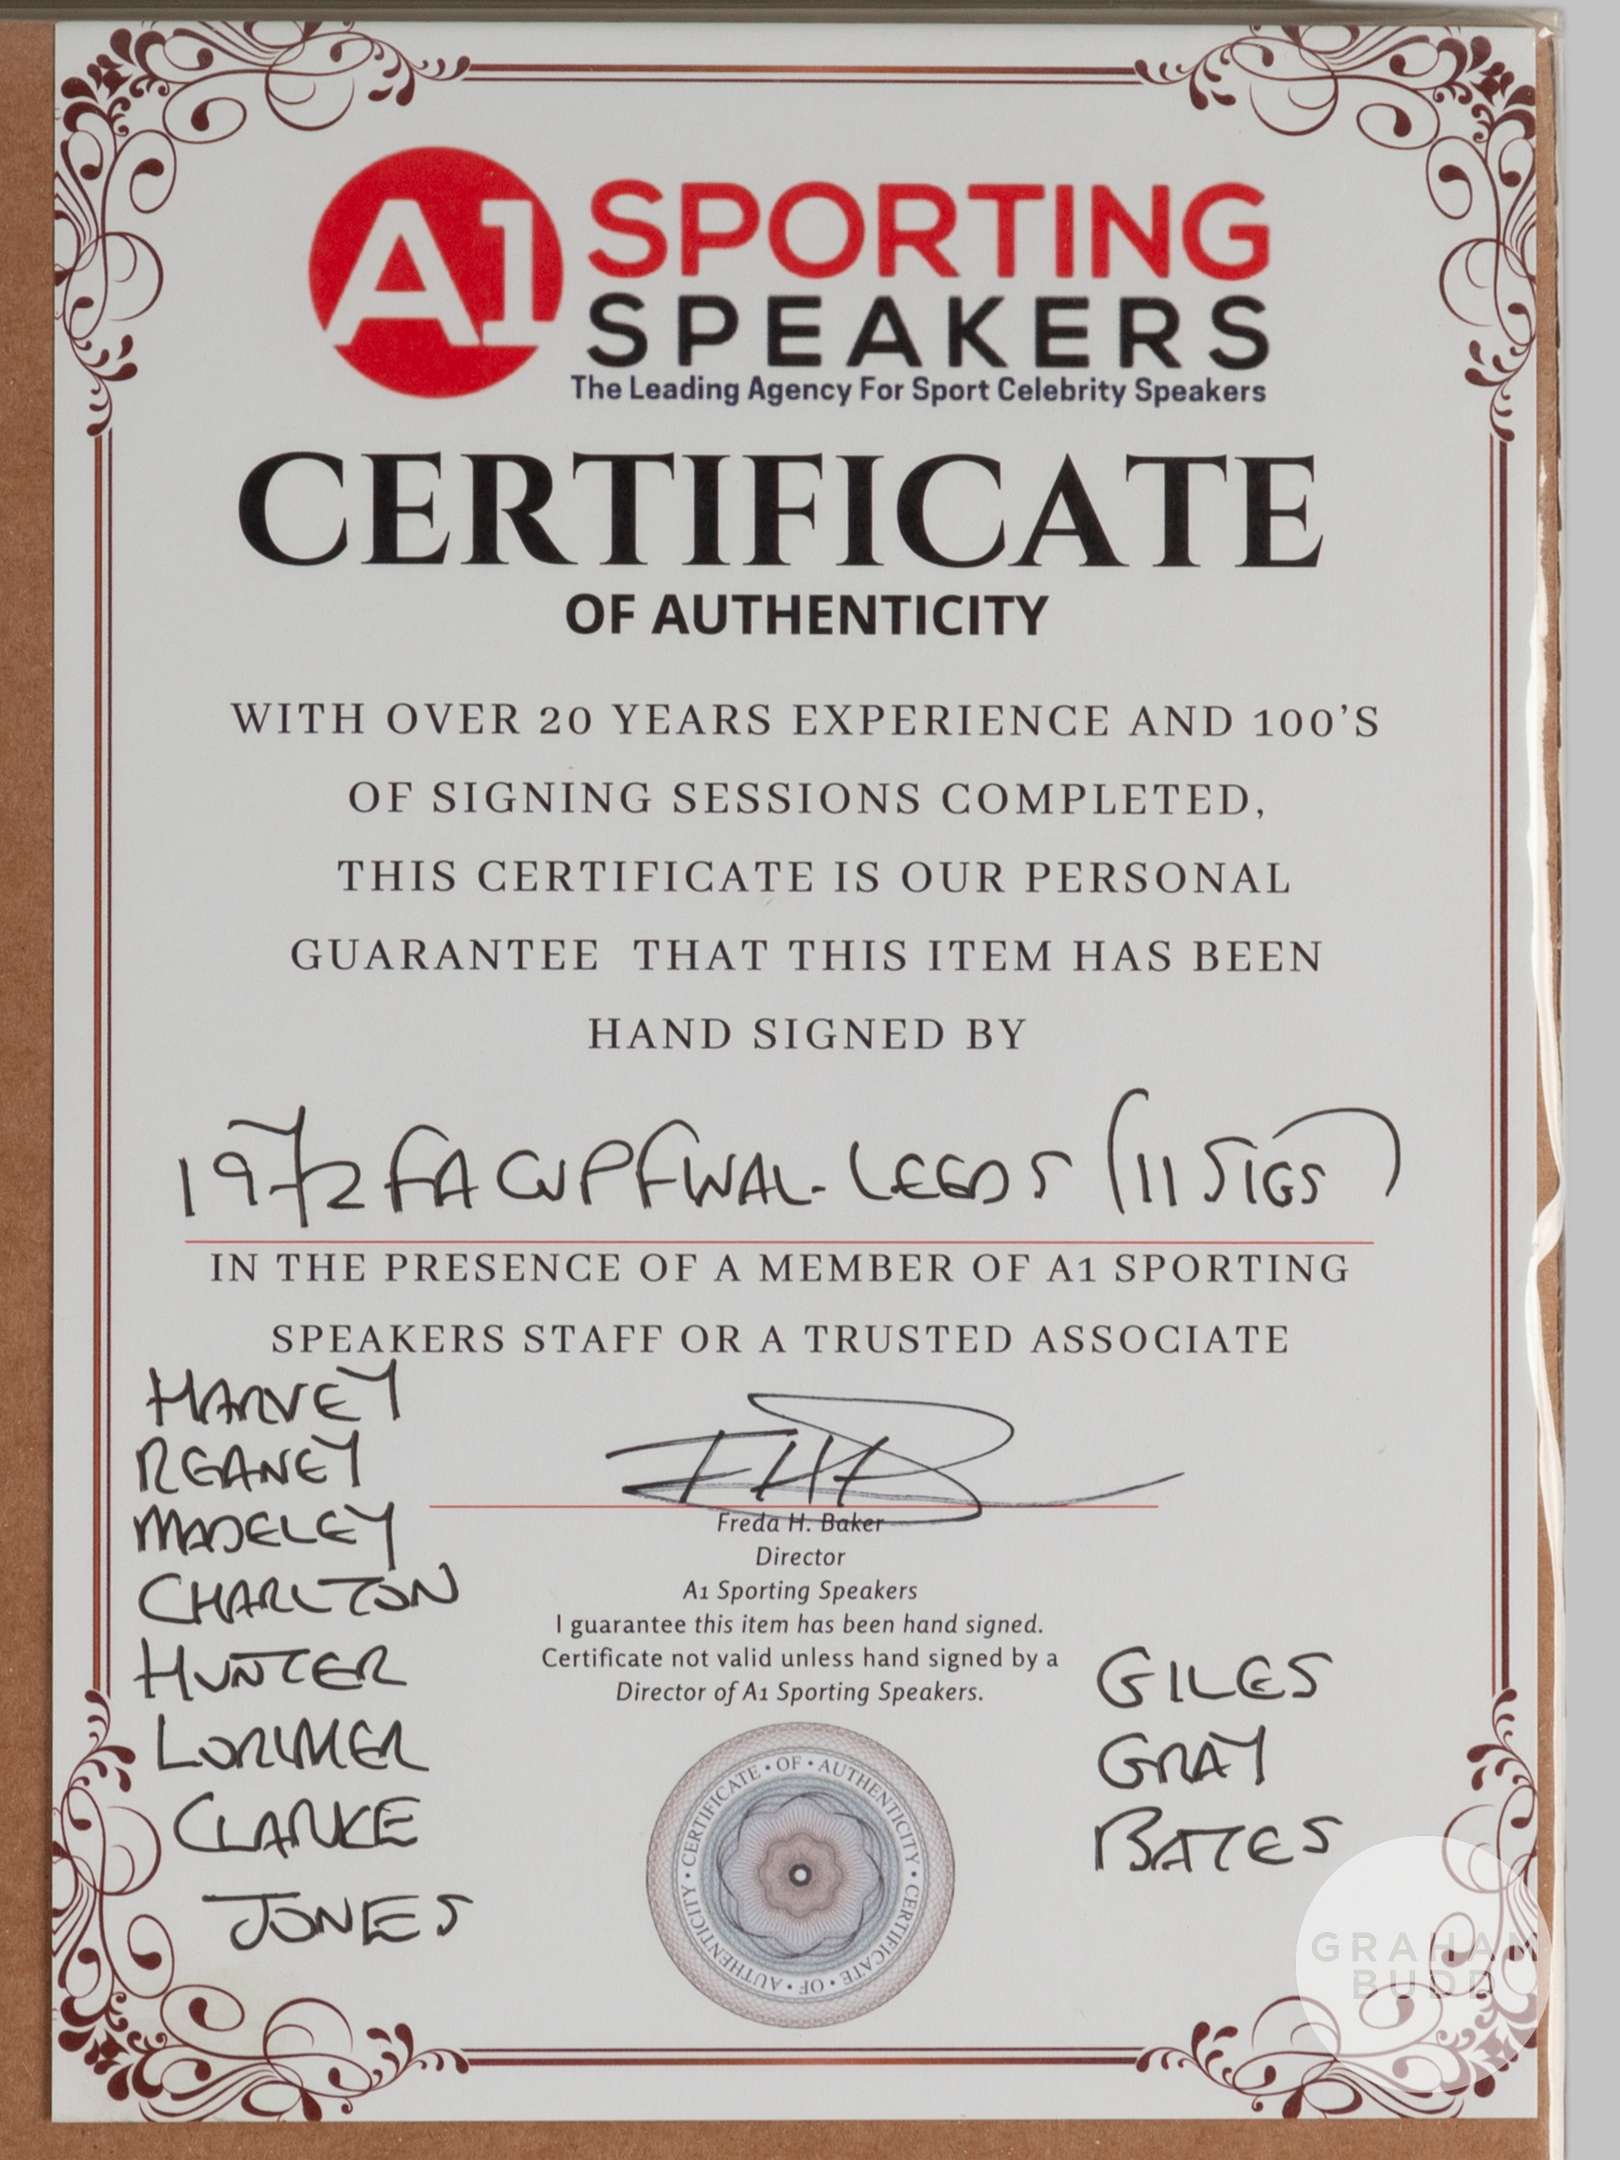 A1 SPORTING
SPEAKERS
The Leading Agency For Sport Celebrity Speakers
CERTIFICATE
OF AUTHENTICITY
WITH OVER 20 YEARS EXPERIENCE AND 100'S
OF SIGNING SESSIONS COMPLETED,
THIS CERTIFICATE IS OUR PERSONAL
GUARANTEE THAT THIS ITEM HAS BEEN
HAND SIGNED BY
1972 FA CUP FINAL - LEEDS (11 SIGS)
IN THE PRESENCE OF A MEMBER OF A1 SPORTING
SPEAKERS STAFF OR A TRUSTED ASSOCIATE
HARVEY
REANEY
MADELEY
CHARLTON
HUNTER
LORIMER
CLARKE
JONES
Freda H. Baker
Director
A1 Sporting Speakers
I guarantee this item has been hand signed.
Certificate not valid unless hand signed by a
Director of A1 Sporting Speakers.
GILES
GRAY
BATES
CERTIFICATE • OF • AUTHENTICITY • CERTIFICATE • OF • AUTHENTICITY •
GRAHAM
BUDD